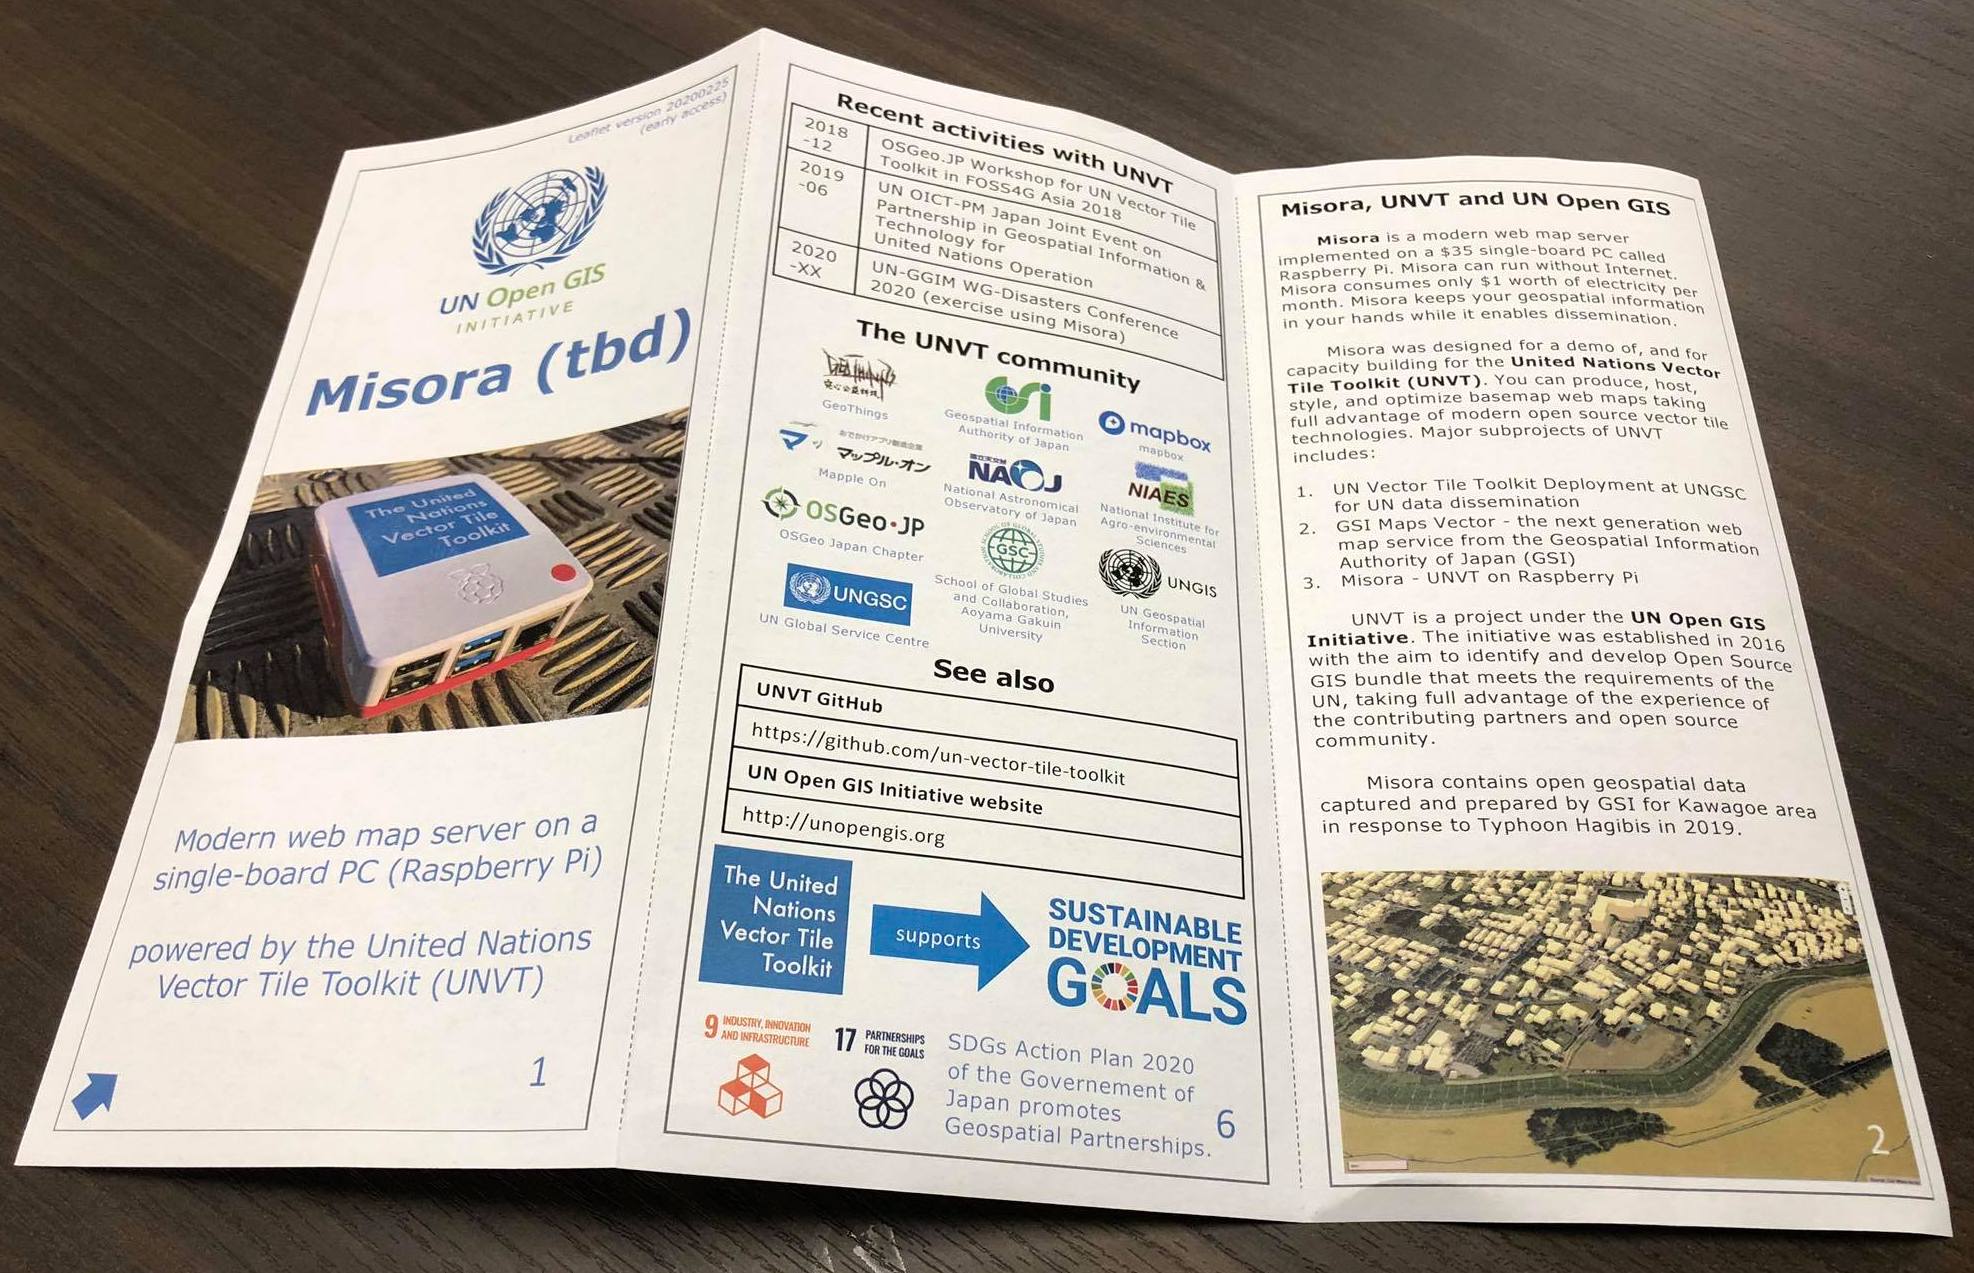 Leaflet version 20200225
(early access)
UN Open GIS
INITIATIVE
Misora (tbd)
The United
Nations
Vector Tile
Toolkit
Modern web map server on a
single-board PC (Raspberry Pi)
powered by the United Nations
Vector Tile Toolkit (UNVT)
1
Recent activities with UNVT
2018
-12
OSGeo.JP Workshop for UN Vector Tile
Toolkit in FOSS4G Asia 2018
2019
-06
UN OICT-PM Japan Joint Event on
Partnership in Geospatial Information &
Technology for
United Nations Operation
2020
-XX
UN-GGIM WG-Disasters Conference
2020 (exercise using Misora)
The UNVT community
GEOTHINGS
GeoThings
GSi
Geospatial Information
Authority of Japan
mapbox
mapbox
おでかけアプリ創造企業
マップル・オン
Mapple On
国立天文台
NAOJ
National Astronomical
Observatory of Japan
NIAES
National Institute for
Agro-environmental
Sciences
OSGeo・JP
OSGeo Japan Chapter
GSC
School of Global Studies
and Collaboration,
Aoyama Gakuin
University
UNGIS
UN Geospatial
Information
Section
UNGSC
UN Global Service Centre
See also
UNVT GitHub
https://github.com/un-vector-tile-toolkit
UN Open GIS Initiative website
http://unopengis.org
The United
Nations
Vector Tile
Toolkit
supports
SUSTAINABLE
DEVELOPMENT
GOALS
9 INDUSTRY, INNOVATION
AND INFRASTRUCTURE
17 PARTNERSHIPS
FOR THE GOALS
SDGs Action Plan 2020
of the Governement of
Japan promotes
Geospatial Partnerships.
6
Misora, UNVT and UN Open GIS
Misora is a modern web map server
implemented on a $35 single-board PC called
Raspberry Pi. Misora can run without Internet.
Misora consumes only $1 worth of electricity per
month. Misora keeps your geospatial information
in your hands while it enables dissemination.
Misora was designed for a demo of, and for
capacity building for the United Nations Vector
Tile Toolkit (UNVT). You can produce, host,
style, and optimize basemap web maps taking
full advantage of modern open source vector tile
technologies. Major subprojects of UNVT
includes:
1. UN Vector Tile Toolkit Deployment at UNGSC
for UN data dissemination
2. GSI Maps Vector - the next generation web
map service from the Geospatial Information
Authority of Japan (GSI)
3. Misora - UNVT on Raspberry Pi
UNVT is a project under the UN Open GIS
Initiative. The initiative was established in 2016
with the aim to identify and develop Open Source
GIS bundle that meets the requirements of the
UN, taking full advantage of the experience of
the contributing partners and open source
community.
Misora contains open geospatial data
captured and prepared by GSI for Kawagoe area
in response to Typhoon Hagibis in 2019.
2